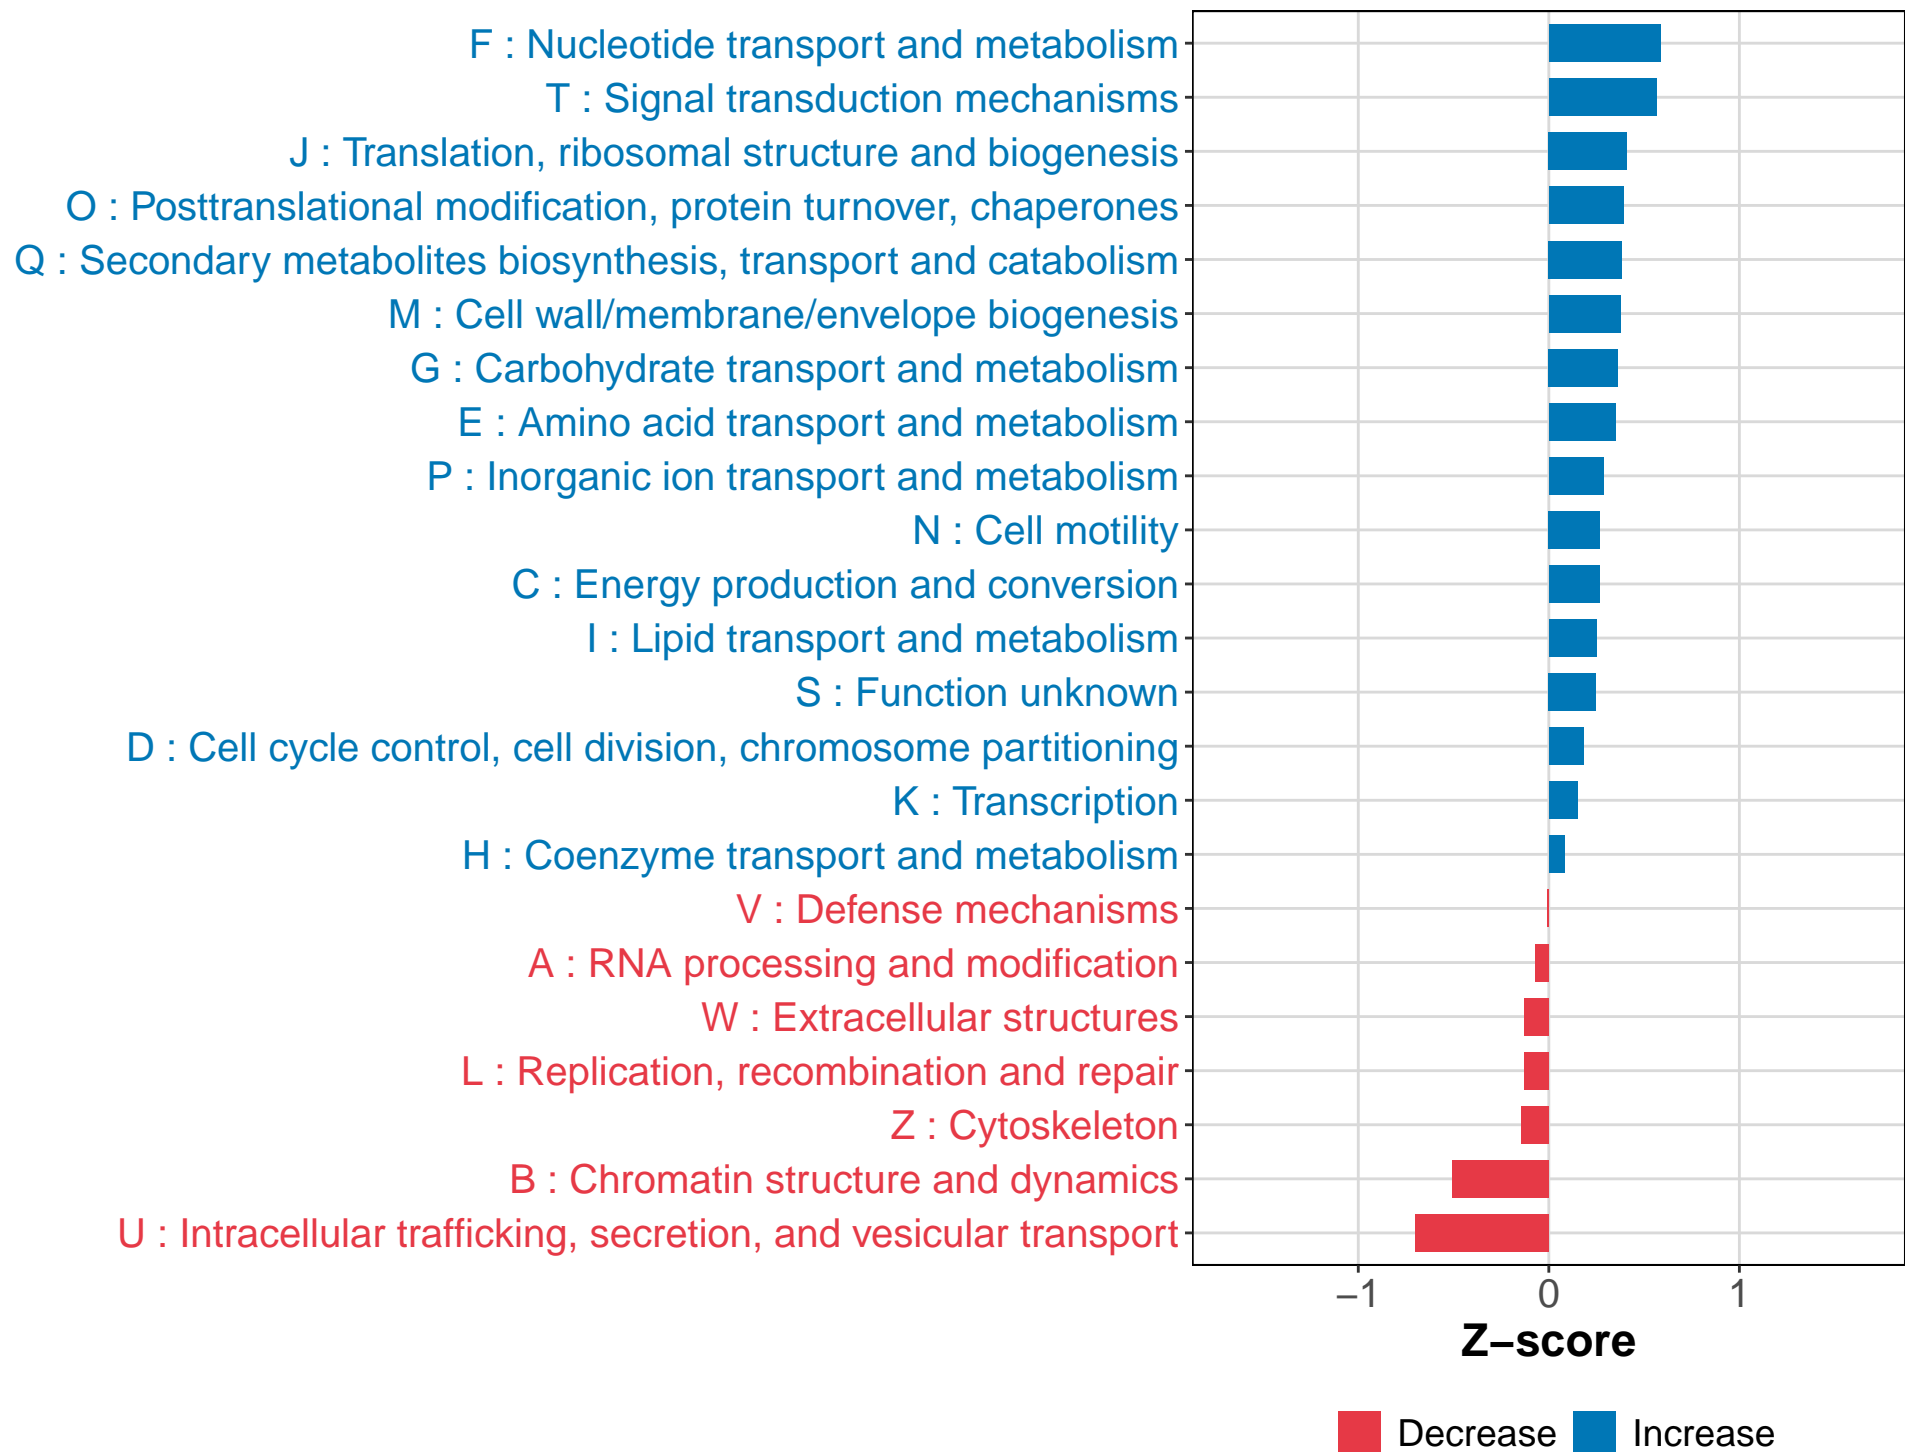 F : Nucleotide transport and metabolism
T : Signal transduction mechanisms
J : Translation, ribosomal structure and biogenesis
O : Posttranslational modification, protein turnover, chaperones
Q : Secondary metabolites biosynthesis, transport and catabolism
M : Cell wall/membrane/envelope biogenesis
G : Carbohydrate transport and metabolism
E : Amino acid transport and metabolism
P : Inorganic ion transport and metabolism
N : Cell motility
C : Energy production and conversion
I : Lipid transport and metabolism
S : Function unknown
D : Cell cycle control, cell division, chromosome partitioning
K : Transcription
H : Coenzyme transport and metabolism
V : Defense mechanisms
A : RNA processing and modification
W : Extracellular structures
L : Replication, recombination and repair
Z : Cytoskeleton
B : Chromatin structure and dynamics
U : Intracellular trafficking, secretion, and vesicular transport
−1 0 1
Z−score
Decrease Increase